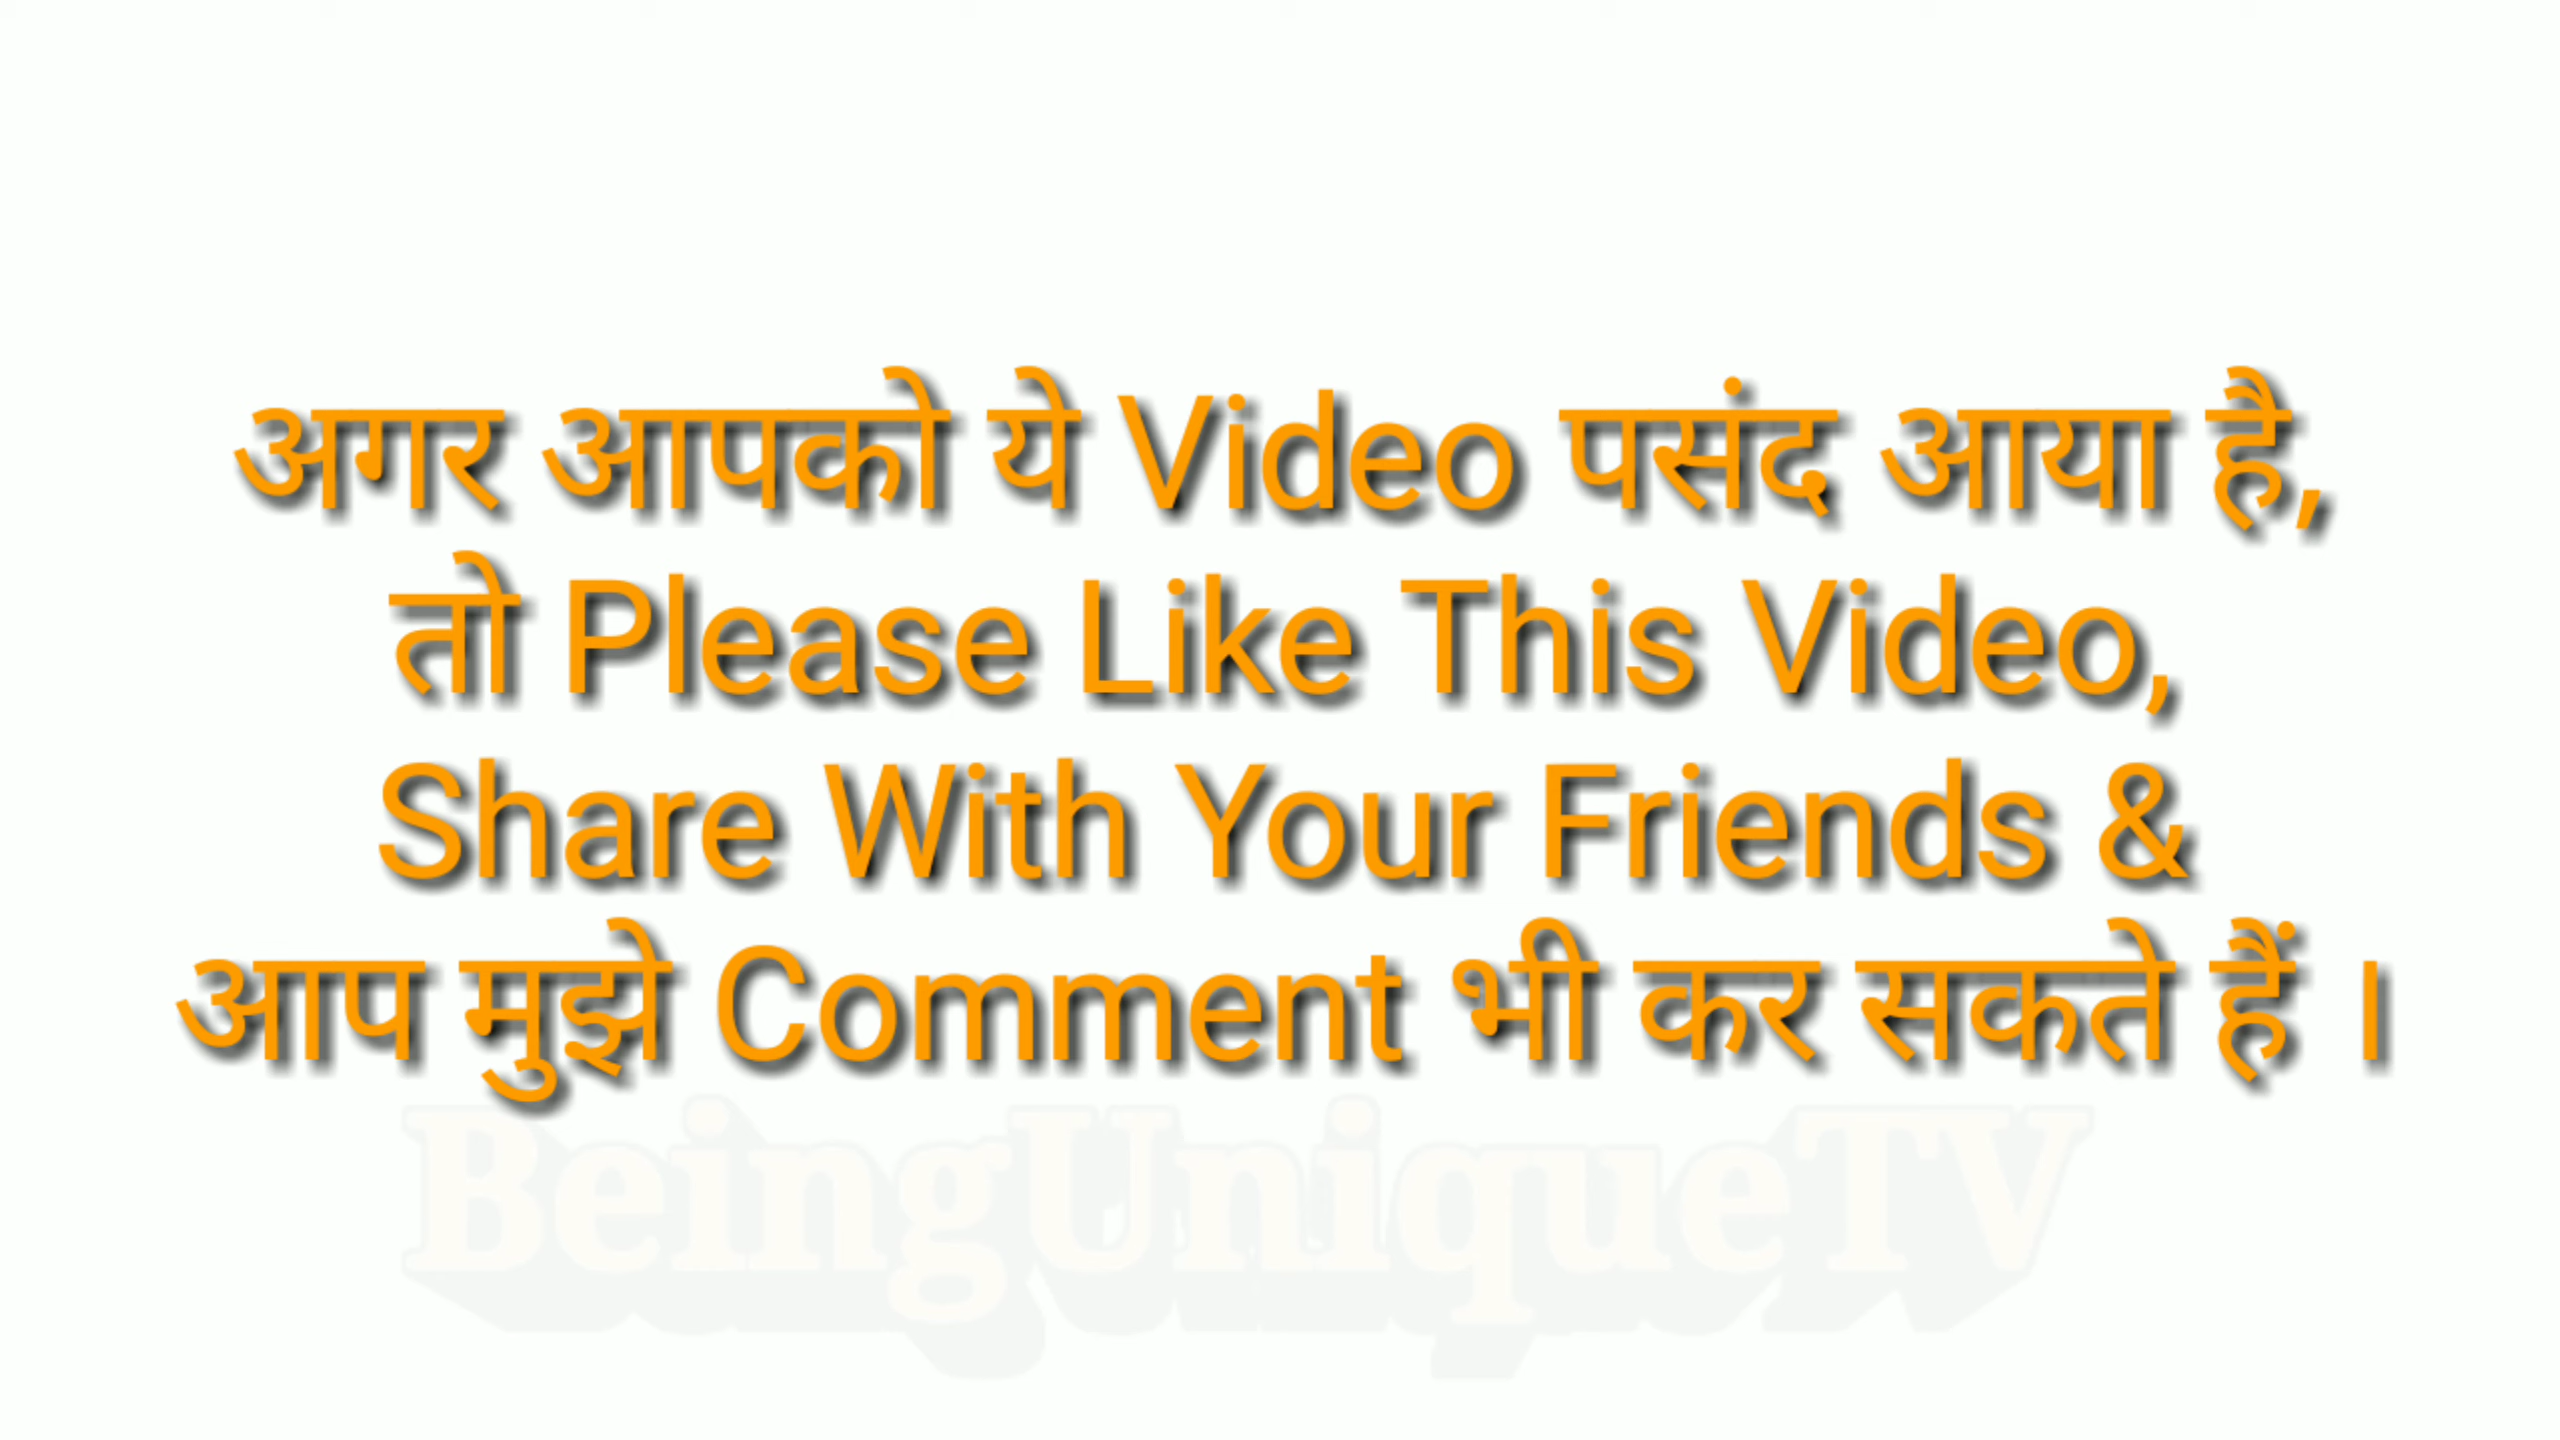 अगर आपको ये Video पसंद आया है,
तो Please Like This Video,
Share With Your Friends &
आप मुझे Comment भी कर सकते हैं ।
BeingUniqueTV